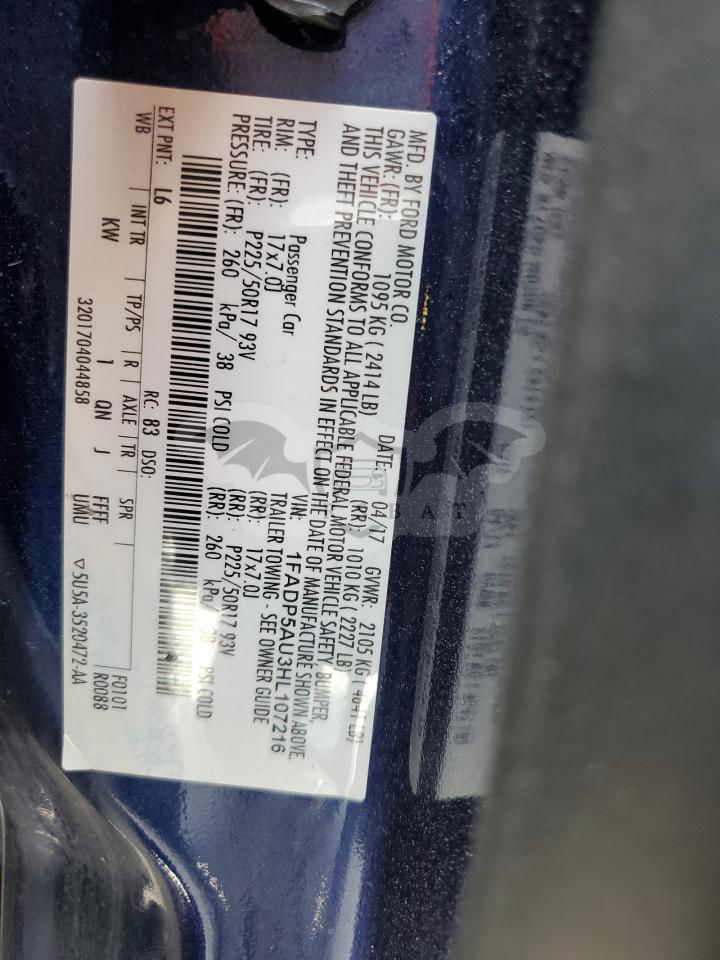 MFD. BY FORD MOTOR CO.
DATE: 04/17 GVWR: 2105 KG ( 4641 LB)
GAWR: (FR): 1095 KG ( 2414 LB) (RR): 1010 KG ( 2227 LB)
THIS VEHICLE CONFORMS TO ALL APPLICABLE FEDERAL MOTOR VEHICLE SAFETY, BUMPER,
AND THEFT PREVENTION STANDARDS IN EFFECT ON THE DATE OF MANUFACTURE SHOWN ABOVE.
VIN: 1FADP5AU3HL107216
TYPE: Passenger Car TRAILER TOWING - SEE OWNER GUIDE
RIM: (FR): 17x7.0J (RR): 17x7.0J
TIRE: (FR): P225/50R17 93V (RR): P225/50R17 93V
PRESSURE: (FR): 260 kPa/ 38 PSI COLD (RR): 260 kPa/ 38 PSI COLD
EXT PNT: L6 RC: B3 DSO:
WB | INT TR | TP/PS | R | AXLE | TR | SPR F0101
KW 1 QN J FFFF R0088
3201704044858 UMU ▽5U5A-3520472-AA